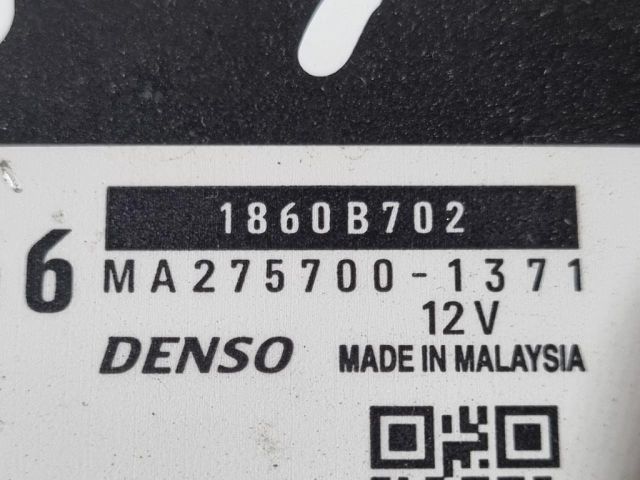 1860B702
6
MA275700-1371
12V
DENSO
MADE IN MALAYSIA